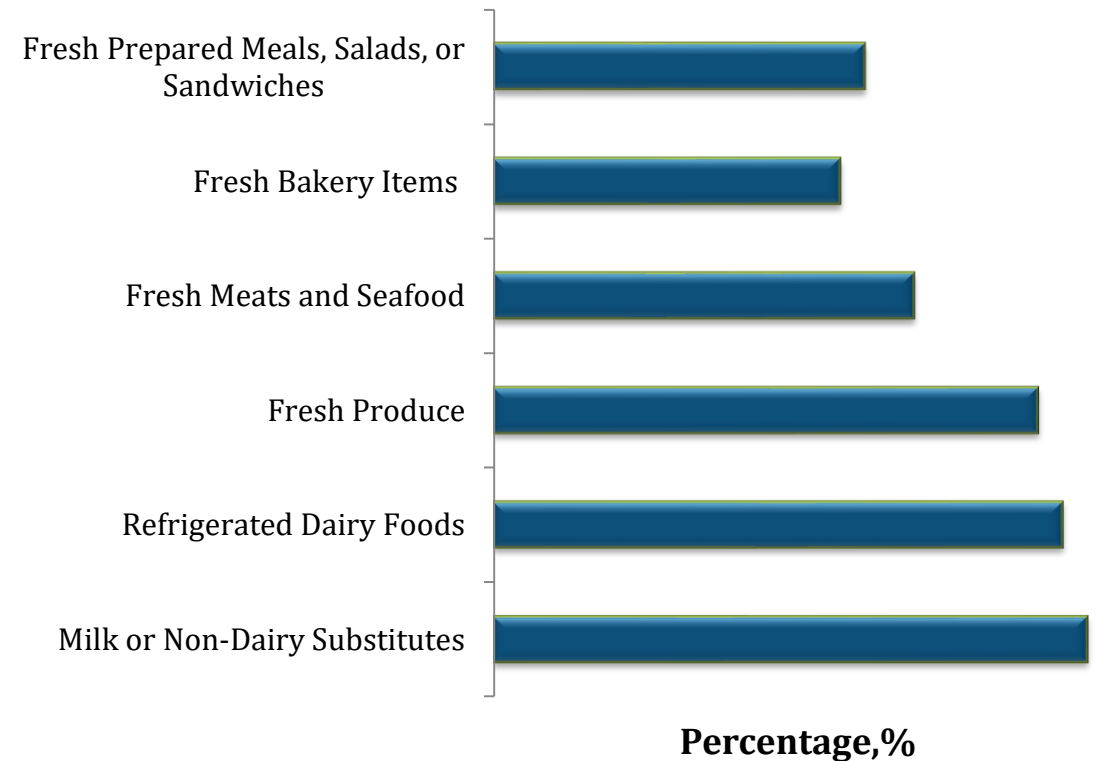 Fresh Prepared Meals, Salads, or
Sandwiches
Fresh Bakery Items
Fresh Meats and Seafood
Fresh Produce
Refrigerated Dairy Foods
Milk or Non-Dairy Substitutes
Percentage,%